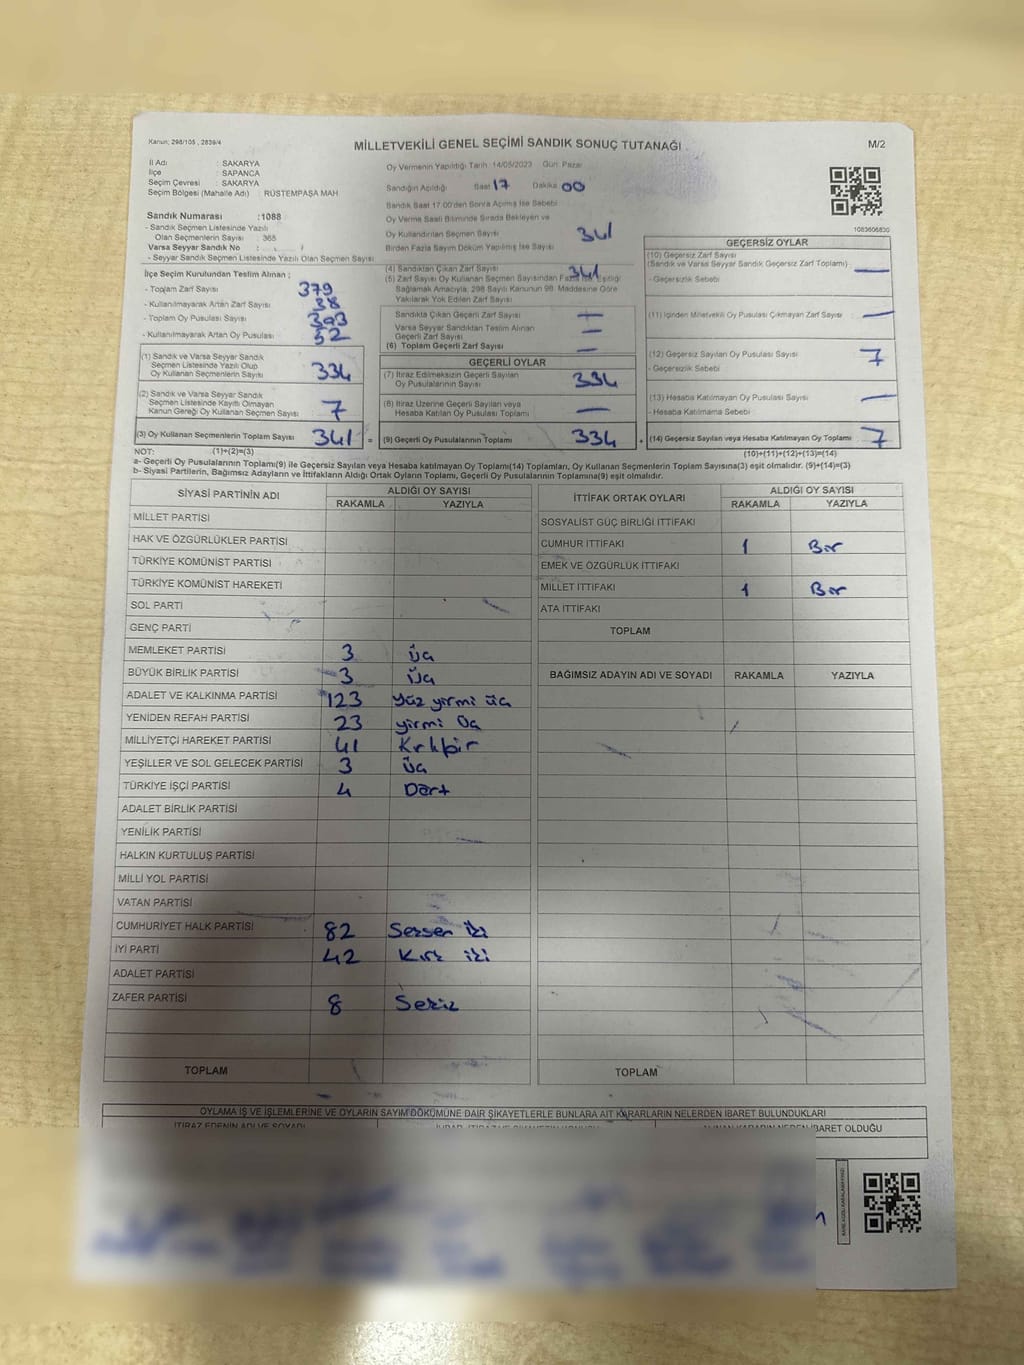 Kanun; 298/105 , 2839/4
MİLLETVEKİLİ GENEL SEÇİMİ SANDIK SONUÇ TUTANAĞI
M/2
İl Adı : SAKARYA
İlçe : SAPANCA
Seçim Çevresi : SAKARYA
Seçim Bölgesi (Mahalle Adı) : RÜSTEMPAŞA MAH
Sandık Numarası : 1088
- Sandık Seçmen Listesinde Yazılı
Olan Seçmenlerin Sayısı : 365
Varsa Seyyar Sandık No :
- Seyyar Sandık Seçmen Listesinde Yazılı Olan Seçmen Sayısı
İlçe Seçim Kurulundan Teslim Alınan ;
- Toplam Zarf Sayısı 379
- Kullanılmayarak Artan Zarf Sayısı 38
- Toplam Oy Pusulası Sayısı 393
- Kullanılmayarak Artan Oy Pusulası 52
(1) Sandık ve Varsa Seyyar Sandık
Seçmen Listesinde Yazılı Olup
Oy Kullanan Seçmenlerin Sayısı 334
(2) Sandık ve Varsa Seyyar Sandık
Seçmen Listesinde Kayıtlı Olmayan
Kanun Gereği Oy Kullanan Seçmen Sayısı 7
(3) Oy Kullanan Seçmenlerin Toplam Sayısı 341 =
(1)+(2)=(3)
Oy Vermenin Yapıldığı Tarih :14/05/2023 Gün: Pazar
Sandığın Açıldığı Saat 17 Dakika 00
Sandık Saat 17.00'den Sonra Açılmış İse Sebebi
Oy Verme Saati Bitiminde Sırada Bekleyen ve
Oy Kullandırılan Seçmen Sayısı 341
Birden Fazla Sayım Döküm Yapılmış İse Sayısı
(4) Sandıktan Çıkan Zarf Sayısı 341
(5) Zarf Sayısı Oy Kullanan Seçmen Sayısından Fazla ise, Eşitliği
Sağlamak Amacıyla, 298 Sayılı Kanunun 98. Maddesine Göre
Yakılarak Yok Edilen Zarf Sayısı
Sandıkta Çıkan Geçerli Zarf Sayısı —
Varsa Seyyar Sandıktan Teslim Alınan
Geçerli Zarf Sayısı —
(6) Toplam Geçerli Zarf Sayısı —
GEÇERLİ OYLAR
(7) İtiraz Edilmeksizin Geçerli Sayılan
Oy Pusulalarının Sayısı 334
(8) İtiraz Üzerine Geçerli Sayılan veya
Hesaba Katılan Oy Pusulası Toplamı —
(9) Geçerli Oy Pusulalarının Toplamı 334 +
1083606830
GEÇERSİZ OYLAR
(10) Geçersiz Zarf Sayısı
(Sandık ve Varsa Seyyar Sandık Geçersiz Zarf Toplamı) —
- Geçersizlik Sebebi
(11) İçinden Milletvekili Oy Pusulası Çıkmayan Zarf Sayısı —
(12) Geçersiz Sayılan Oy Pusulası Sayısı 7
- Geçersizlik Sebebi
(13) Hesaba Katılmayan Oy Pusulası Sayısı —
- Hesaba Katılmama Sebebi
(14) Geçersiz Sayılan veya Hesaba Katılmayan Oy Toplamı 7
(10)+(11)+(12)+(13)=(14)
NOT:
a- Geçerli Oy Pusulalarının Toplamı(9) ile Geçersiz Sayılan veya Hesaba katılmayan Oy Toplamı(14) Toplamları, Oy Kullanan Seçmenlerin Toplam Sayısına(3) eşit olmalıdır. (9)+(14)=(3)
b- Siyasi Partilerin, Bağımsız Adayların ve İttifakların Aldığı Ortak Oyların Toplamı, Geçerli Oy Pusulalarının Toplamına(9) eşit olmalıdır.
SİYASİ PARTİNİN ADI ALDIĞI OY SAYISI
RAKAMLA YAZIYLA
MİLLET PARTİSİ
HAK VE ÖZGÜRLÜKLER PARTİSİ
TÜRKİYE KOMÜNİST PARTİSİ
TÜRKİYE KOMÜNİST HAREKETİ
SOL PARTİ
GENÇ PARTİ
MEMLEKET PARTİSİ 3 üç
BÜYÜK BİRLİK PARTİSİ 3 üç
ADALET VE KALKINMA PARTİSİ 123 yüz yirmi üç
YENİDEN REFAH PARTİSİ 23 yirmi üç
MİLLİYETÇİ HAREKET PARTİSİ 41 Kırkbir
YEŞİLLER VE SOL GELECEK PARTİSİ 3 üç
TÜRKİYE İŞÇİ PARTİSİ 4 Dört
ADALET BİRLİK PARTİSİ
YENİLİK PARTİSİ
HALKIN KURTULUŞ PARTİSİ
MİLLİ YOL PARTİSİ
VATAN PARTİSİ
CUMHURİYET HALK PARTİSİ 82 Seksen iki
İYİ PARTİ 42 Kırk iki
ADALET PARTİSİ
ZAFER PARTİSİ 8 Sekiz
TOPLAM
İTTİFAK ORTAK OYLARI ALDIĞI OY SAYISI
RAKAMLA YAZIYLA
SOSYALİST GÜÇ BİRLİĞİ İTTİFAKI
CUMHUR İTTİFAKI 1 Bir
EMEK VE ÖZGÜRLÜK İTTİFAKI
MİLLET İTTİFAKI 1 Bir
ATA İTTİFAKI
TOPLAM
BAĞIMSIZ ADAYIN ADI VE SOYADI RAKAMLA YAZIYLA
TOPLAM
OYLAMA İŞ VE İŞLEMLERİNE VE OYLARIN SAYIM DÖKÜMÜNE DAİR ŞİKAYETLERLE BUNLARA AİT KARARLARIN NELERDEN İBARET BULUNDUKLARI
İTİRAZ EDENİN ADI VE SOYADI
İBARET OLDUĞU